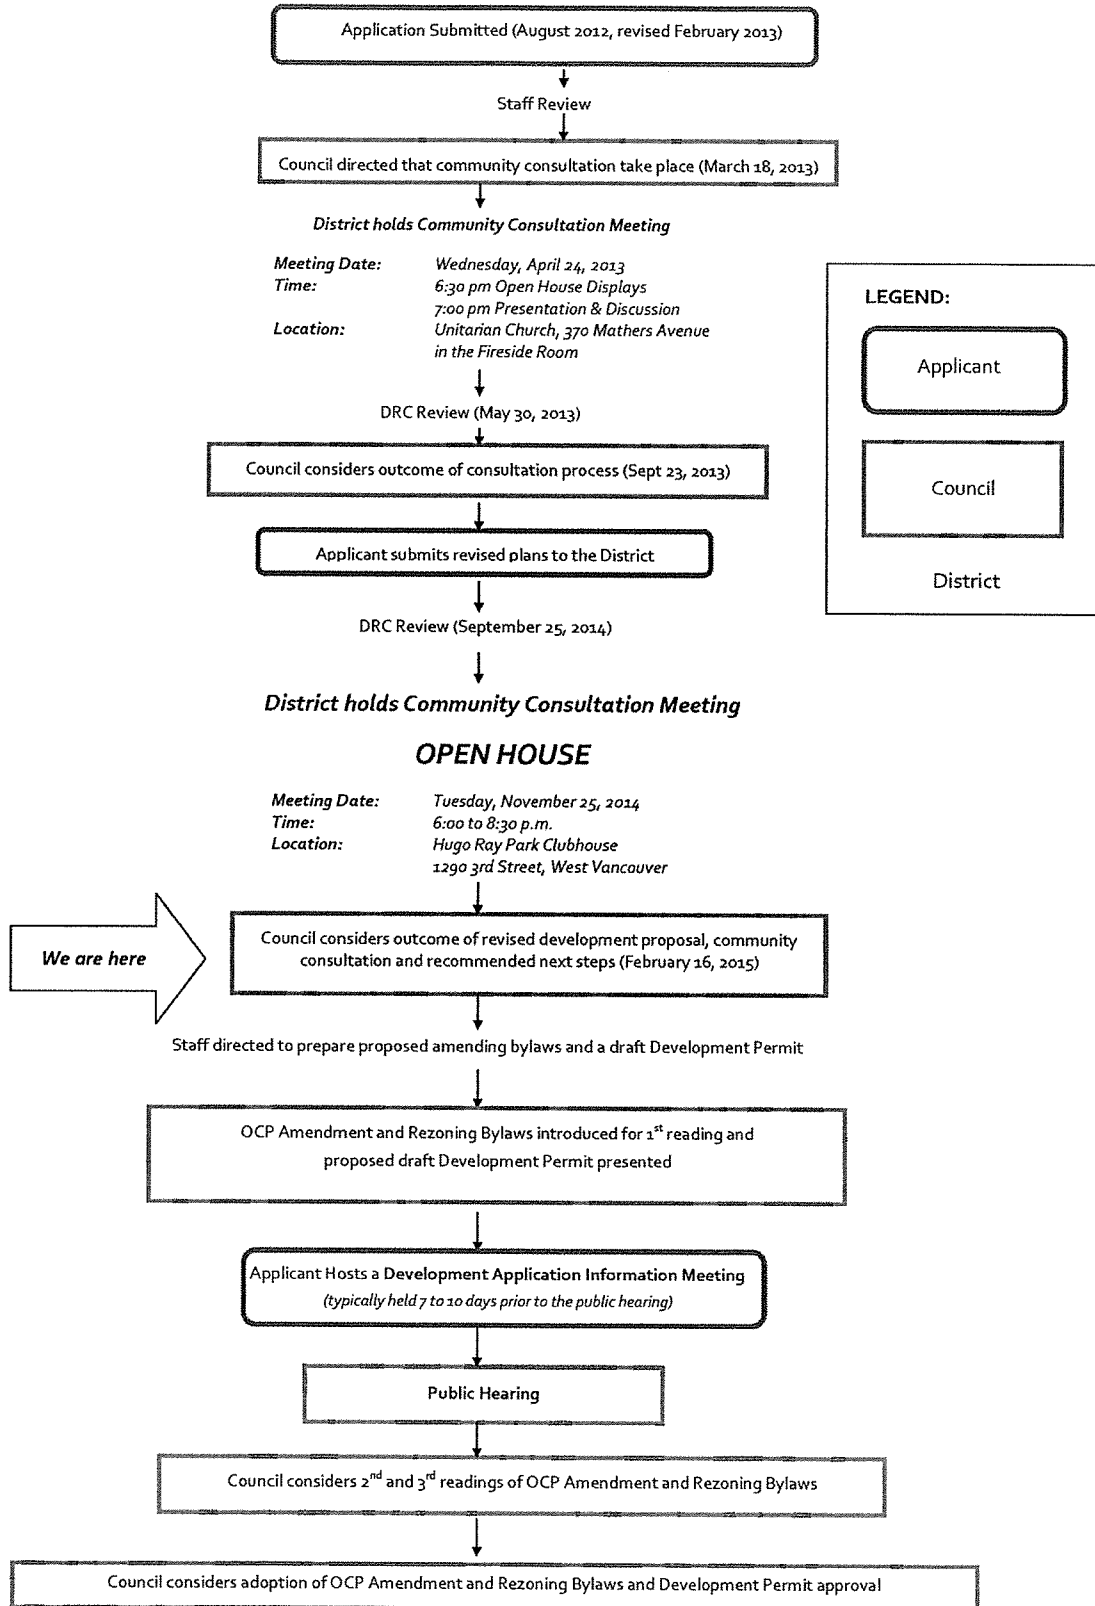 Application Submitted (August 2012, revised February 2013)
Staff Review
Council directed that community consultation take place (March 18, 2013)
District holds Community Consultation Meeting
Meeting Date: Wednesday, April 24, 2013
Time: 6:30 pm Open House Displays
7:00 pm Presentation & Discussion
Location: Unitarian Church, 370 Mathers Avenue
in the Fireside Room
DRC Review (May 30, 2013)
Council considers outcome of consultation process (Sept 23, 2013)
Applicant submits revised plans to the District
DRC Review (September 25, 2014)
LEGEND:
Applicant
Council
District
District holds Community Consultation Meeting
OPEN HOUSE
Meeting Date: Tuesday, November 25, 2014
Time: 6:00 to 8:30 p.m.
Location: Hugo Ray Park Clubhouse
1290 3rd Street, West Vancouver
We are here
Council considers outcome of revised development proposal, community
consultation and recommended next steps (February 16, 2015)
Staff directed to prepare proposed amending bylaws and a draft Development Permit
OCP Amendment and Rezoning Bylaws introduced for 1st reading and
proposed draft Development Permit presented
Applicant Hosts a Development Application Information Meeting
(typically held 7 to 10 days prior to the public hearing)
Public Hearing
Council considers 2nd and 3rd readings of OCP Amendment and Rezoning Bylaws
Council considers adoption of OCP Amendment and Rezoning Bylaws and Development Permit approval